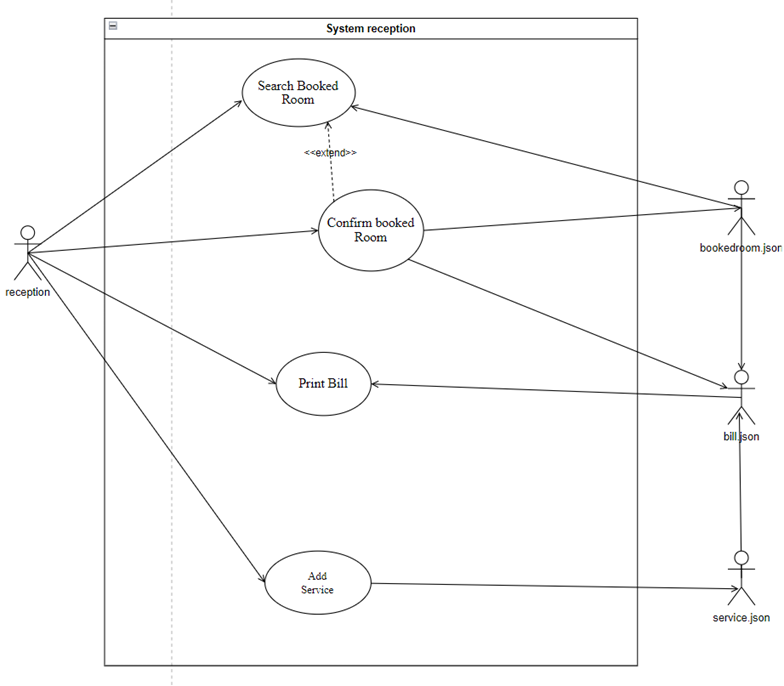 System reception
Search Booked
Room
<<extend>>
Confirm booked
Room
bookedroom.json
reception
Print Bill
bill.json
Add
Service
service.json